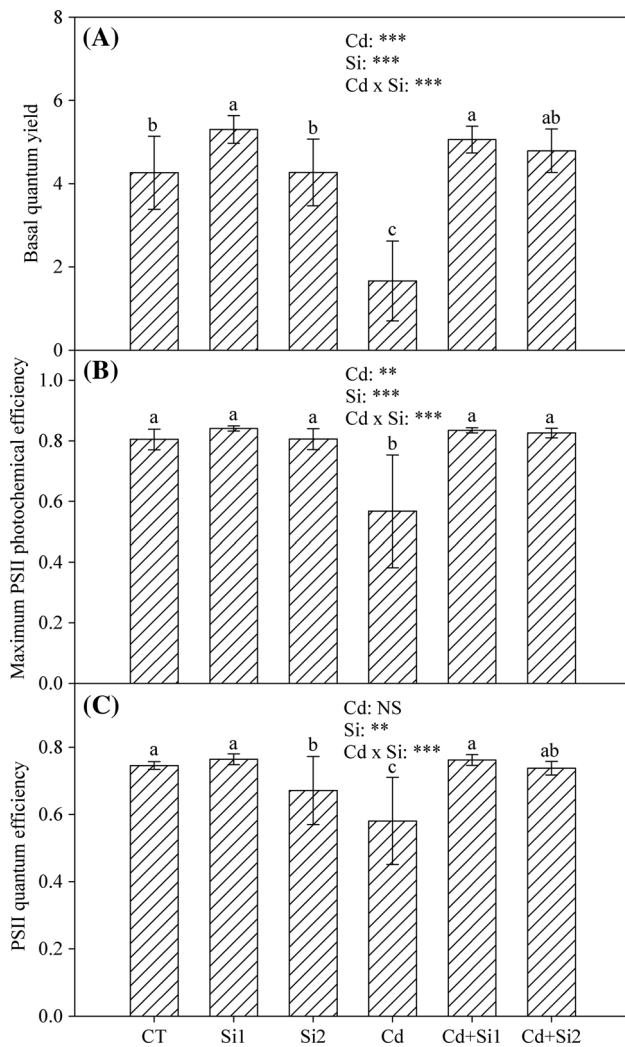 (A)
Cd: ***
Si: ***
Cd x Si: ***
Basal quantum yield
8
6
4
2
0
b
a
b
c
a
ab
(B)
Cd: **
Si: ***
Cd x Si: ***
Maximum PSII photochemical efficiency
1.0
0.8
0.6
0.4
0.2
0.0
a
a
a
b
a
a
(C)
Cd: NS
Si: **
Cd x Si: ***
PSII quantum efficiency
0.8
0.6
0.4
0.2
0.0
a
a
b
c
a
ab
CT Si1 Si2 Cd Cd+Si1 Cd+Si2